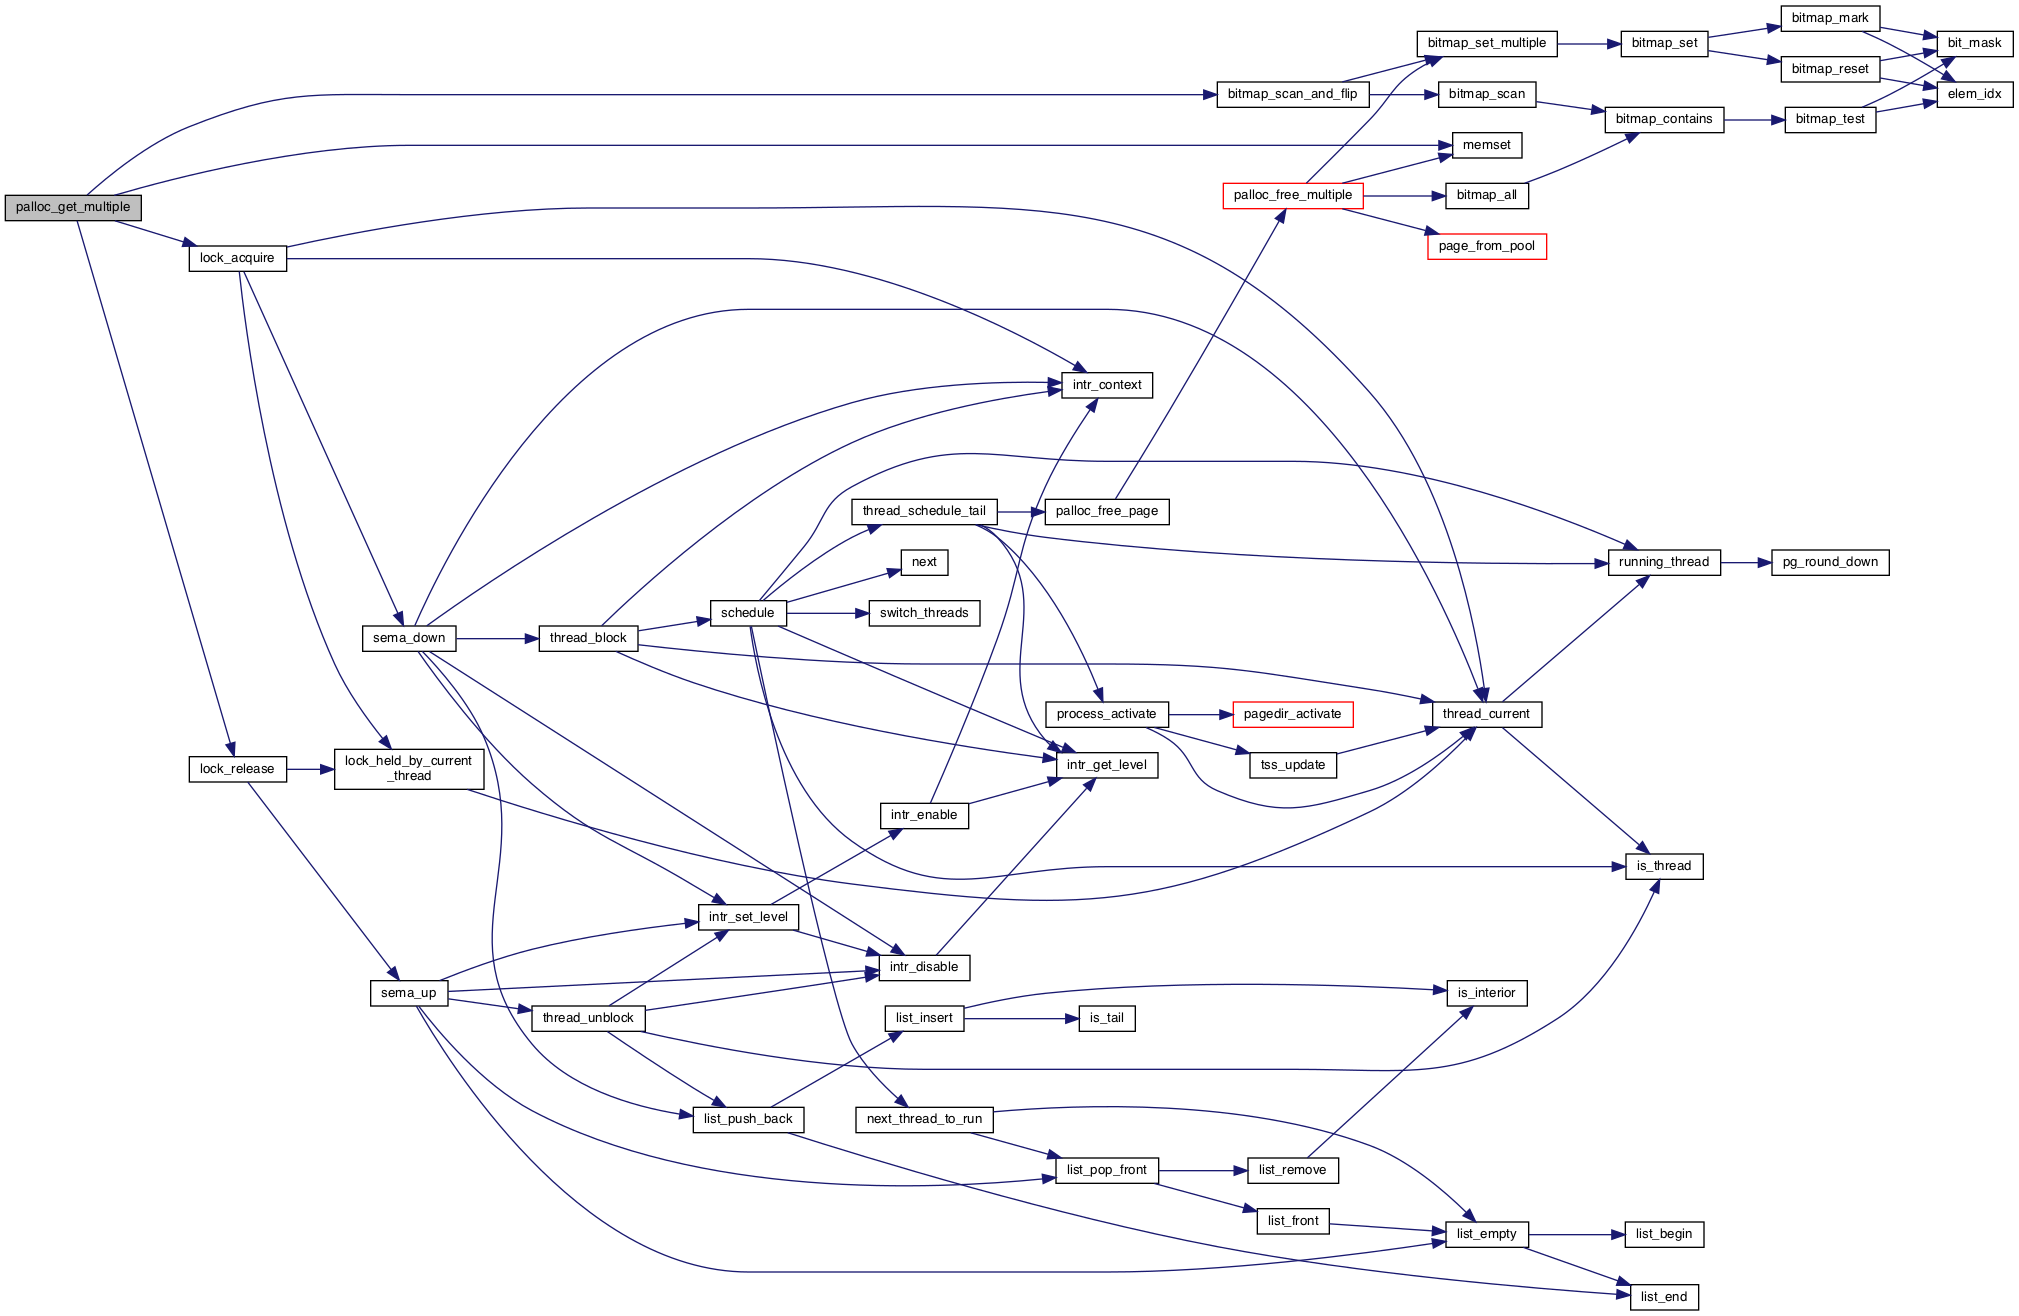 bitmap_mark
bitmap_set_multiple
bitmap_set
bit_mask
bitmap_reset
bitmap_scan_and_flip
bitmap_scan
elem_idx
bitmap_contains
bitmap_test
memset
palloc_free_multiple
bitmap_all
palloc_get_multiple
page_from_pool
lock_acquire
intr_context
thread_schedule_tail
palloc_free_page
next
running_thread
pg_round_down
schedule
switch_threads
sema_down
thread_block
process_activate
pagedir_activate
thread_current
lock_release
lock_held_by_current
_thread
intr_get_level
tss_update
intr_enable
is_thread
intr_set_level
intr_disable
sema_up
is_interior
thread_unblock
list_insert
is_tail
list_push_back
next_thread_to_run
list_pop_front
list_remove
list_front
list_empty
list_begin
list_end